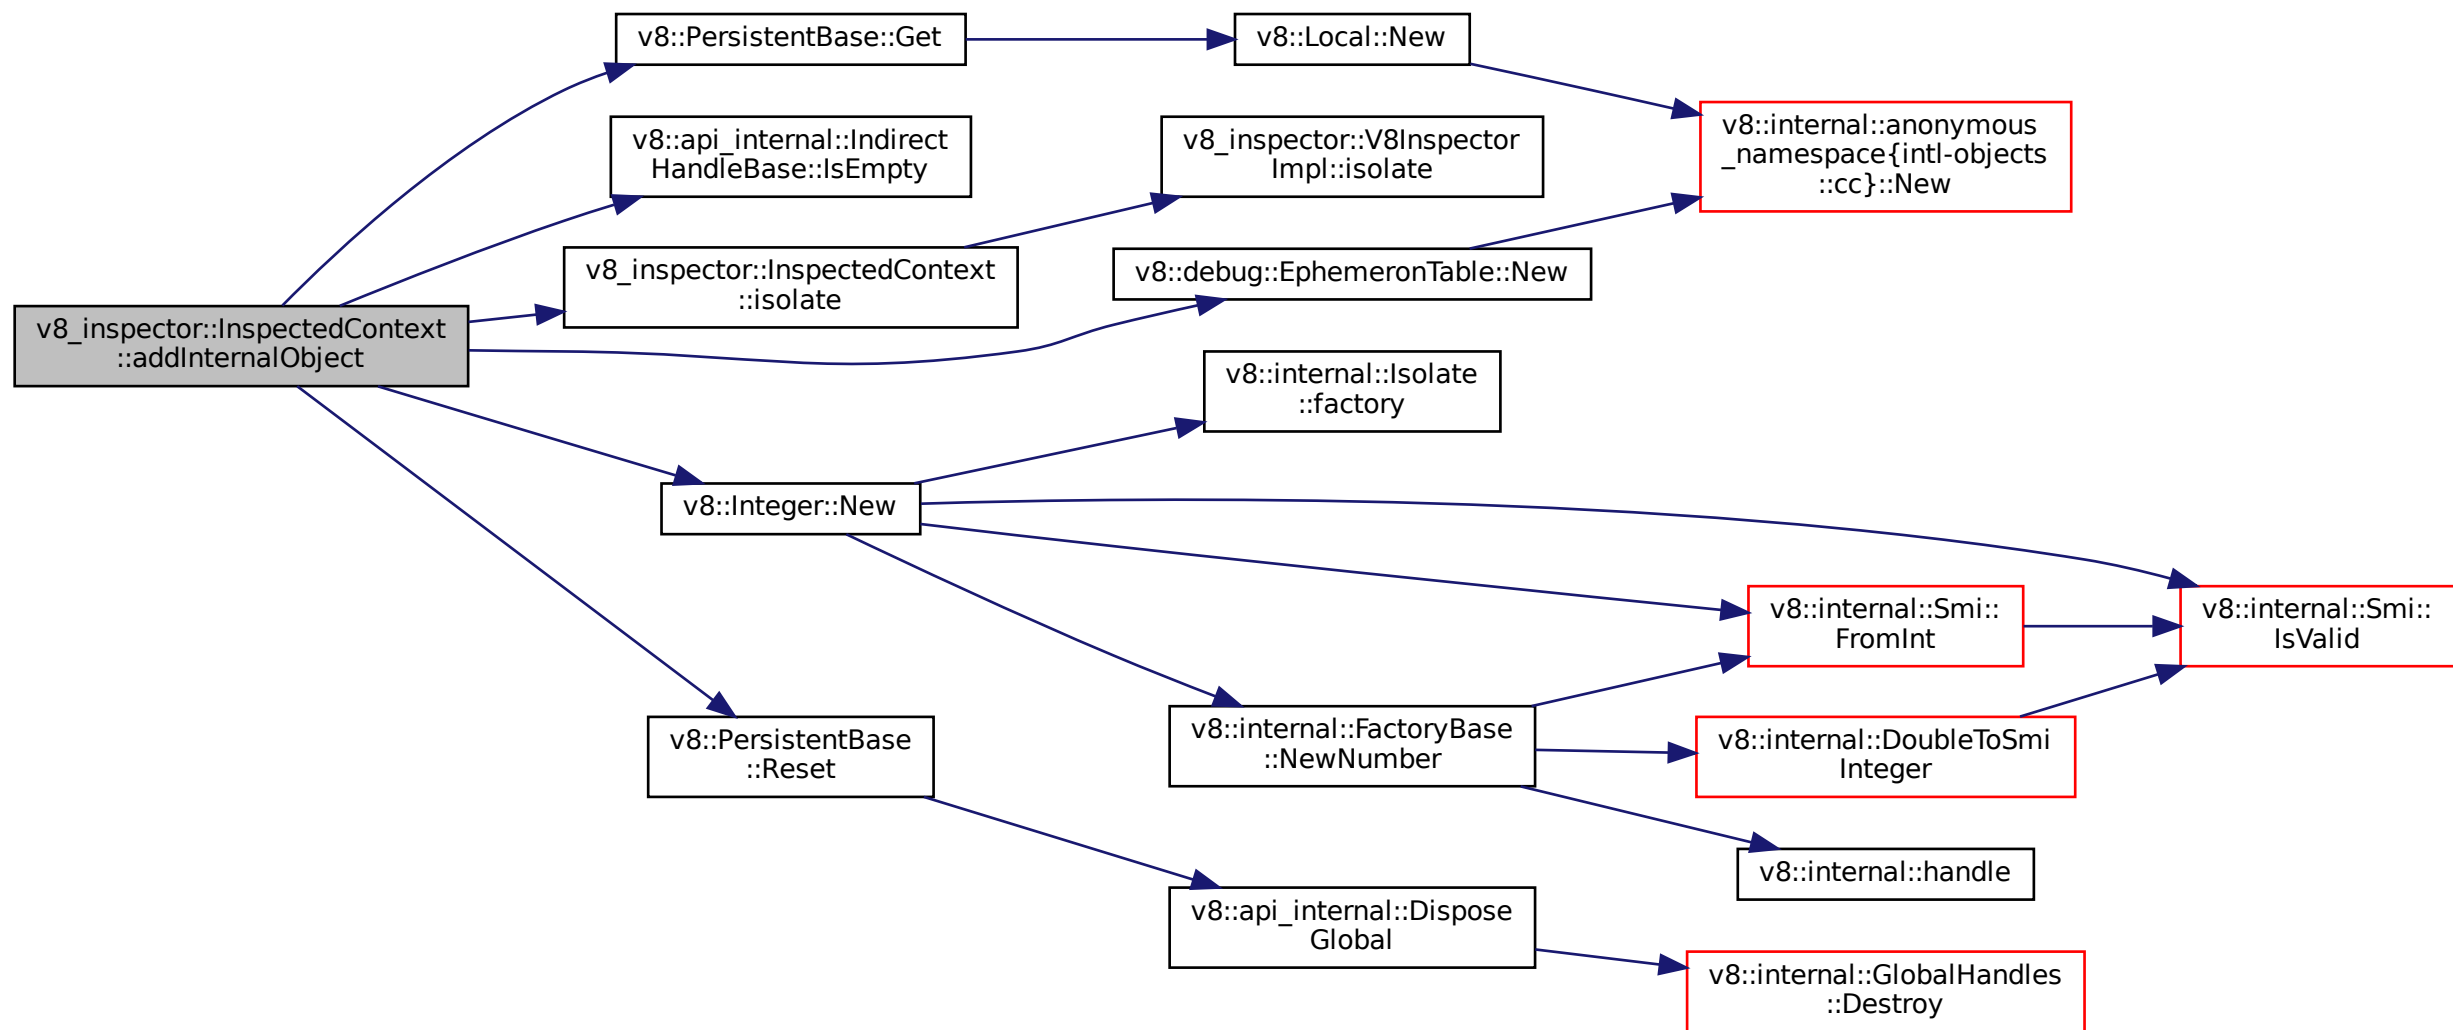 v8::PersistentBase::Get
v8::Local::New
v8::internal::anonymous
_namespace{intl-objects
::cc}::New
v8::api_internal::Indirect
HandleBase::IsEmpty
v8_inspector::V8Inspector
Impl::isolate
v8_inspector::InspectedContext
::isolate
v8::debug::EphemeronTable::New
v8_inspector::InspectedContext
::addInternalObject
v8::internal::Isolate
::factory
v8::Integer::New
v8::internal::Smi::
FromInt
v8::internal::Smi::
IsValid
v8::PersistentBase
::Reset
v8::internal::FactoryBase
::NewNumber
v8::internal::DoubleToSmi
Integer
v8::internal::handle
v8::api_internal::Dispose
Global
v8::internal::GlobalHandles
::Destroy